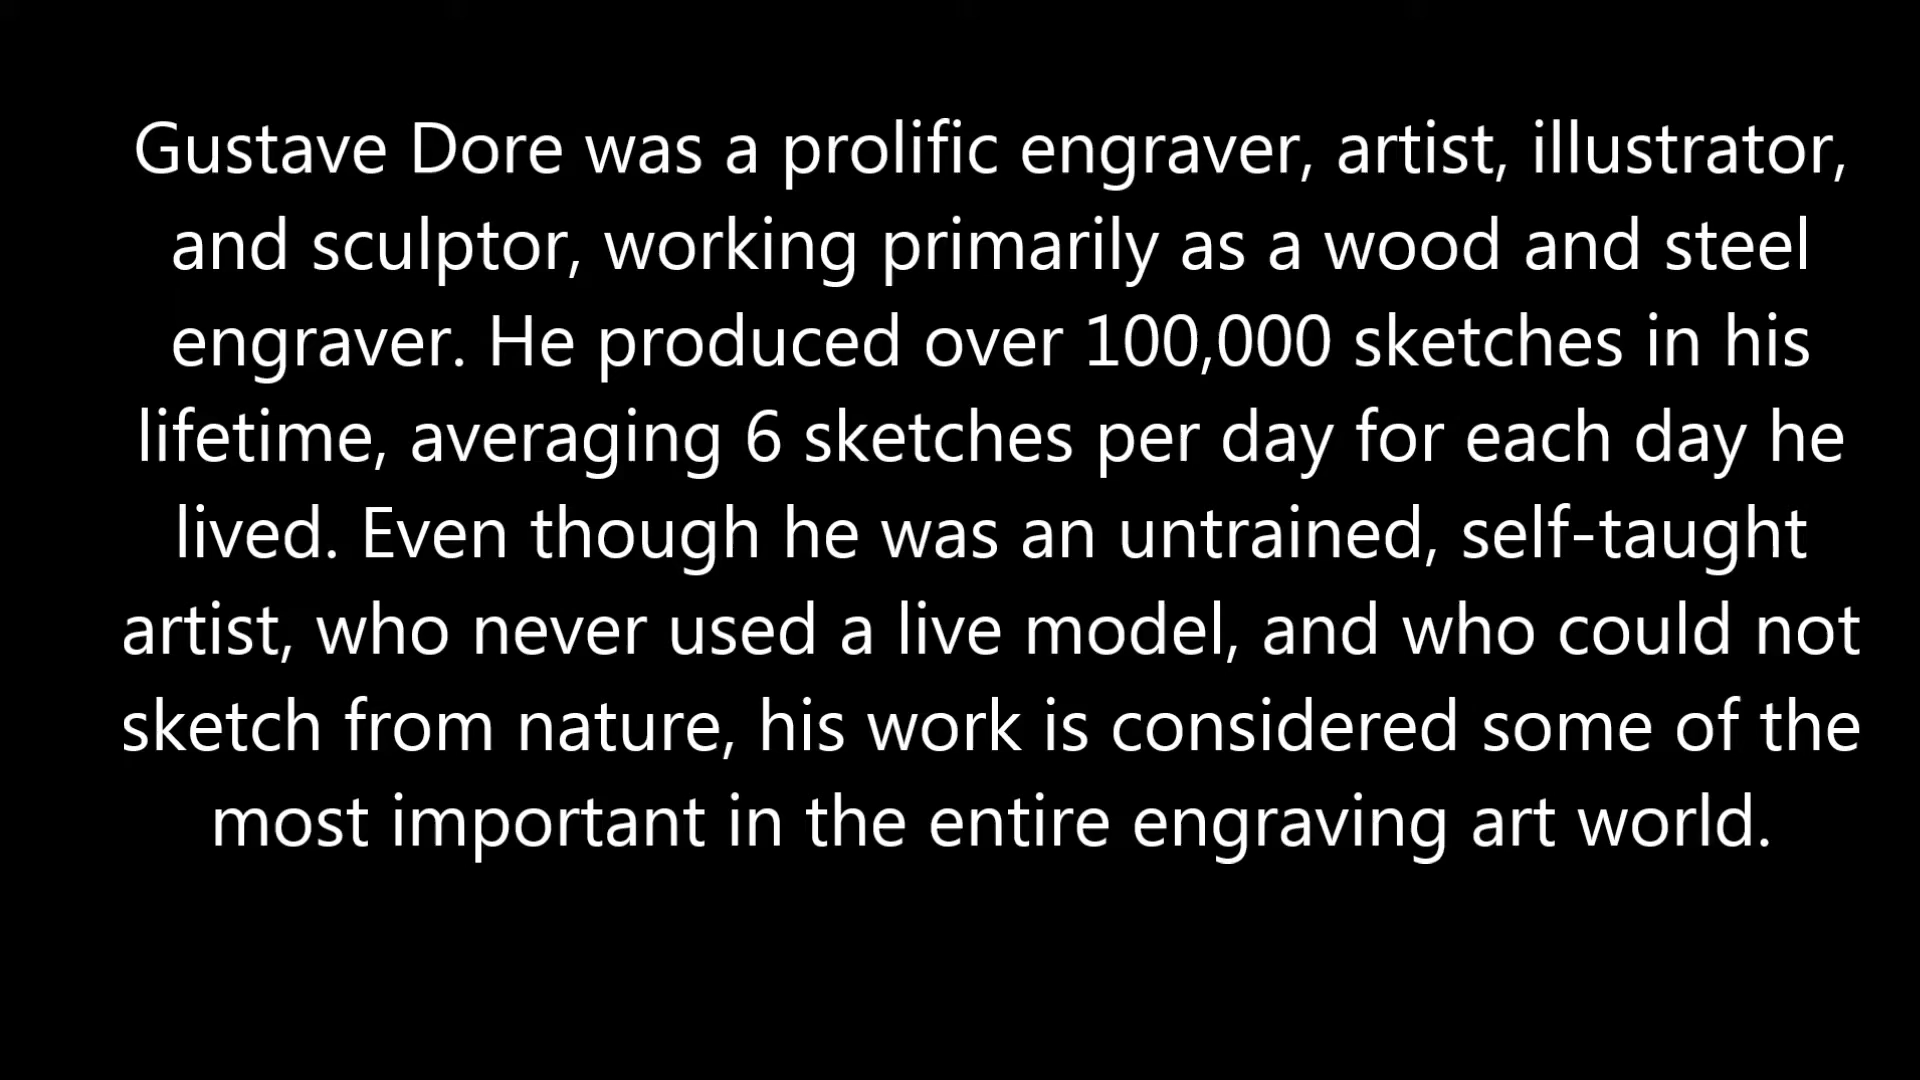 Gustave Dore was a prolific engraver, artist, illustrator,
and sculptor, working primarily as a wood and steel
engraver. He produced over 100,000 sketches in his
lifetime, averaging 6 sketches per day for each day he
lived. Even though he was an untrained, self-taught
artist, who never used a live model, and who could not
sketch from nature, his work is considered some of the
most important in the entire engraving art world.